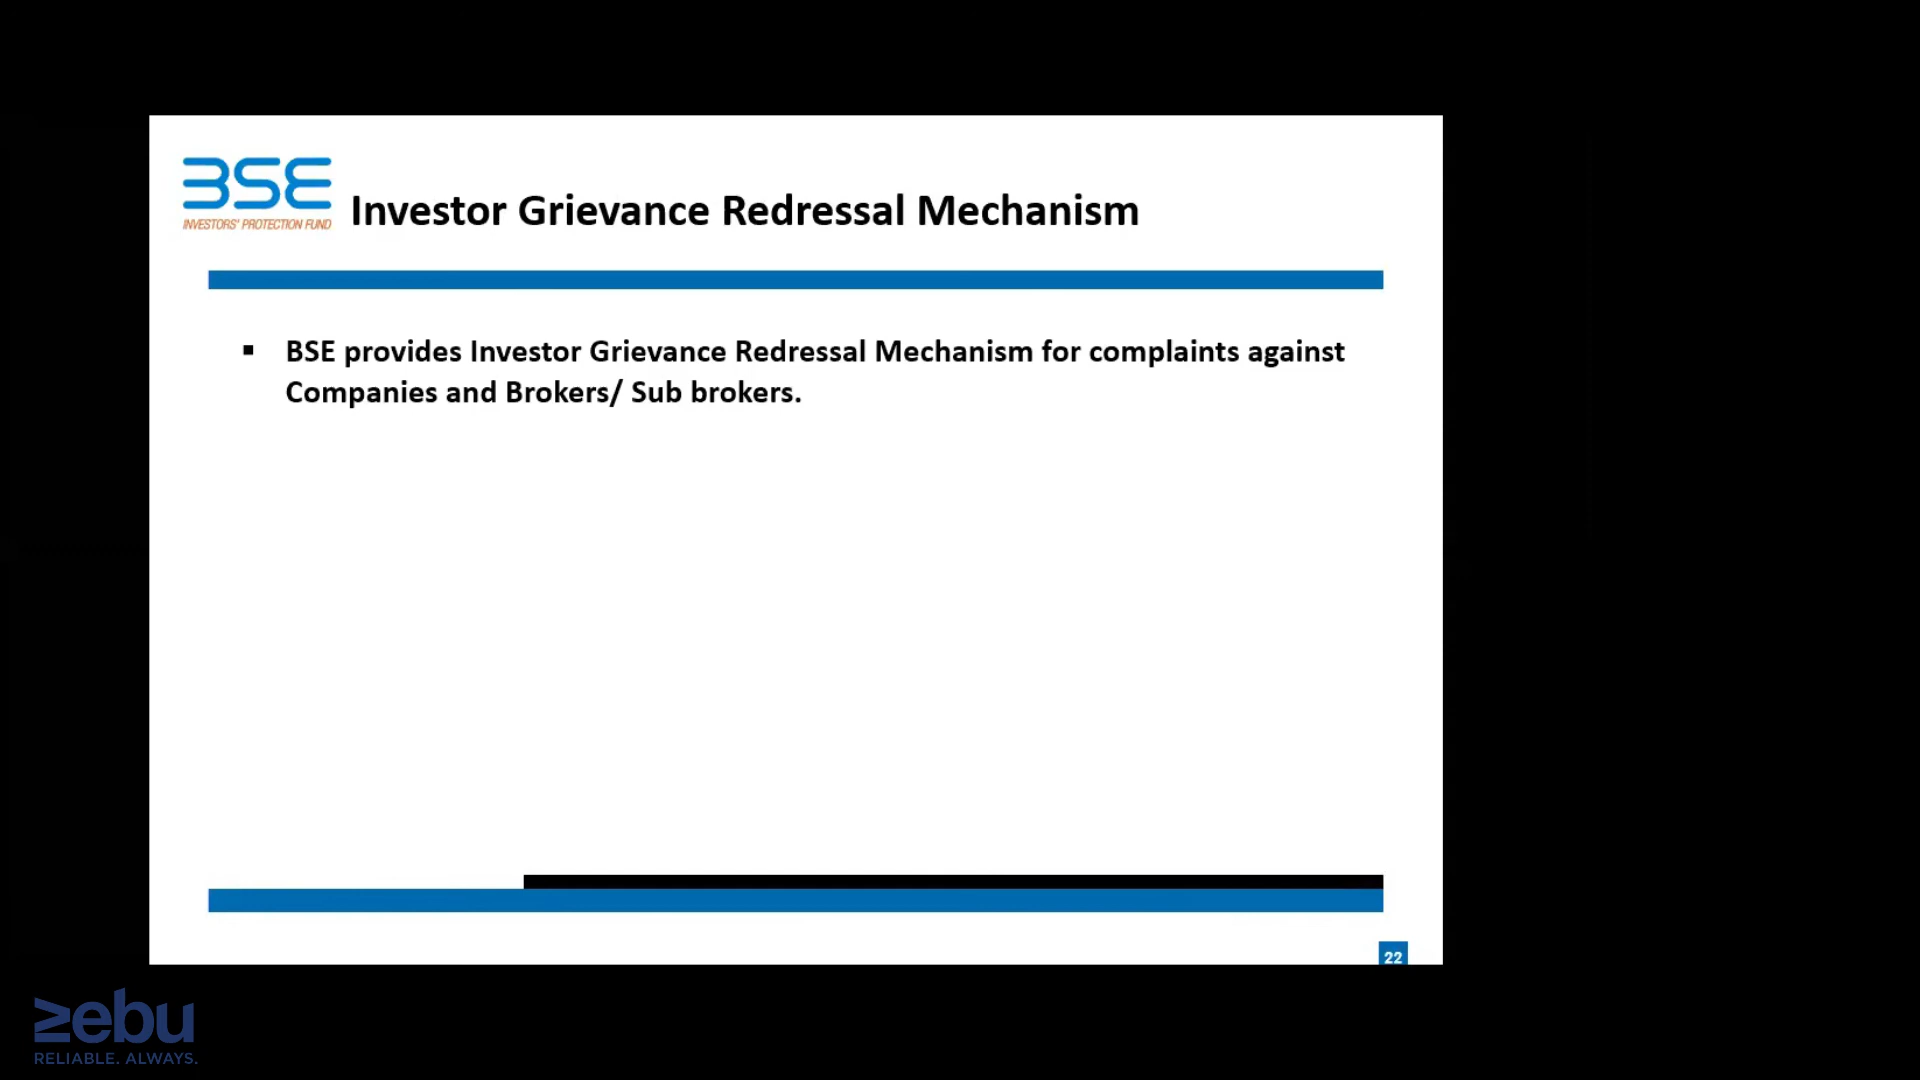 BSE
INVESTORS' PROTECTION FUND
Investor Grievance Redressal Mechanism
▪ BSE provides Investor Grievance Redressal Mechanism for complaints against
Companies and Brokers/ Sub brokers.
22
zebu
RELIABLE. ALWAYS.